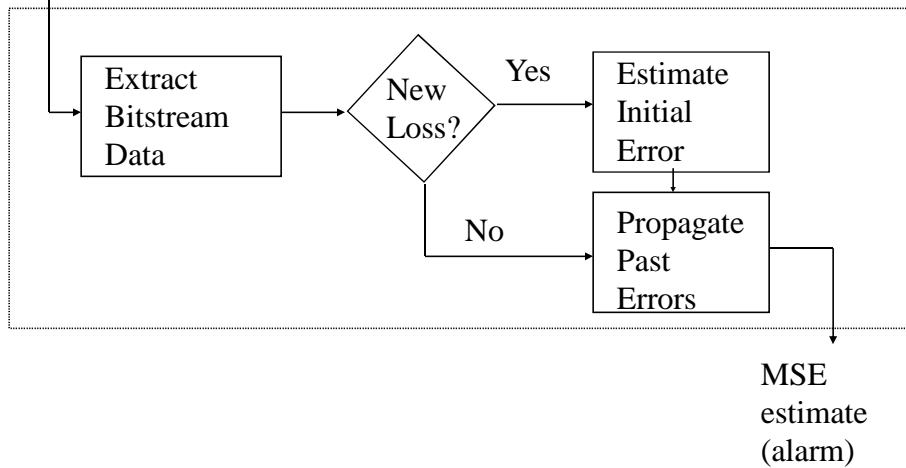 Extract
Bitstream
Data
New
Loss?
Yes
Estimate
Initial
Error
No
Propagate
Past
Errors
MSE
estimate
(alarm)